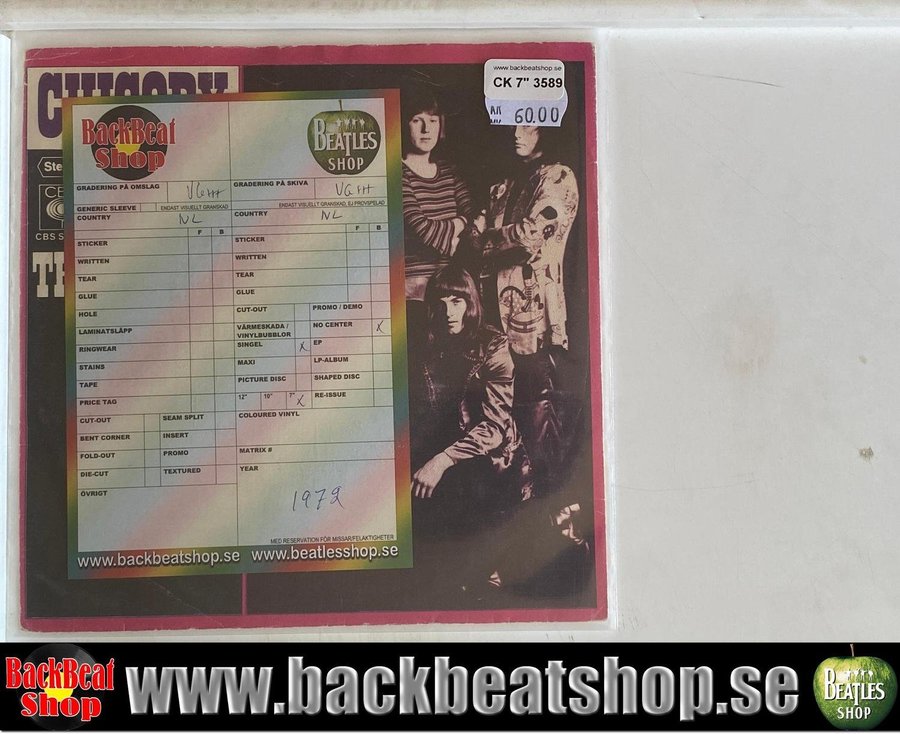 www.backbeatshop.se
CK 7" 3589
60.00
Ste
CBS S
BackBeat
Shop
BEATLES
SHOP
GRADERING PÅ OMSLAG
VG+++
GRADERING PÅ SKIVA
VG+++
GENERIC SLEEVE
ENDAST VISUELLT GRANSKAD
ENDAST VISUELLT GRANSKAD, EJ PROVSPELAD
COUNTRY
NL
COUNTRY
NL
F B
F B
STICKER
STICKER
WRITTEN
WRITTEN
TEAR
TEAR
GLUE
GLUE
HOLE
CUT-OUT
PROMO / DEMO
LAMINATSLÄPP
VÄRMESKADA /
VINYLBUBBLOR
NO CENTER X
RINGWEAR
SINGEL X
EP
STAINS
MAXI
LP-ALBUM
TAPE
PICTURE DISC
SHAPED DISC
PRICE TAG
12" 10" 7" X
RE-ISSUE
CUT-OUT
SEAM SPLIT
COLOURED VINYL
BENT CORNER
INSERT
FOLD-OUT
PROMO
MATRIX #
DIE-CUT
TEXTURED
YEAR
ÖVRIGT
1972
MED RESERVATION FÖR MISSAR/FELAKTIGHETER
www.backbeatshop.se www.beatlesshop.se
BackBeat
Shop
www.backbeatshop.se
BEATLES
SHOP